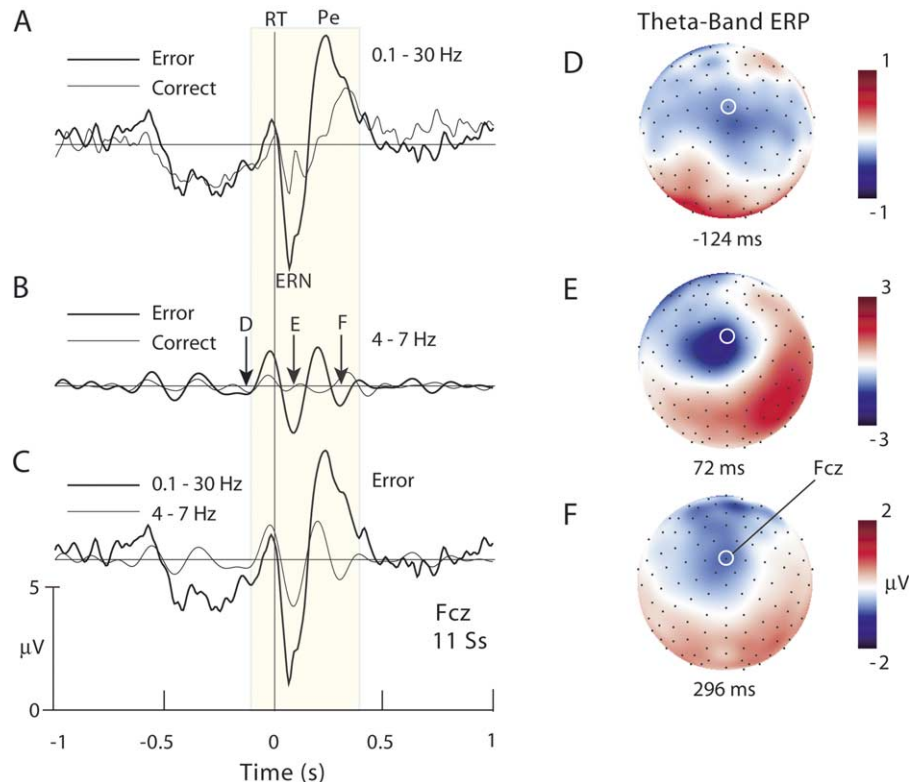 A
RT
Pe
Error
Correct
0.1 - 30 Hz
ERN
B
Error
Correct
D
E
F
4 - 7 Hz
C
0.1 - 30 Hz
4 - 7 Hz
Error
5
µV
0
Fcz
11 Ss
-1
-0.5
0
0.5
1
Time (s)
Theta-Band ERP
D
1
-1
-124 ms
E
3
-3
72 ms
Fcz
F
2
µV
-2
296 ms